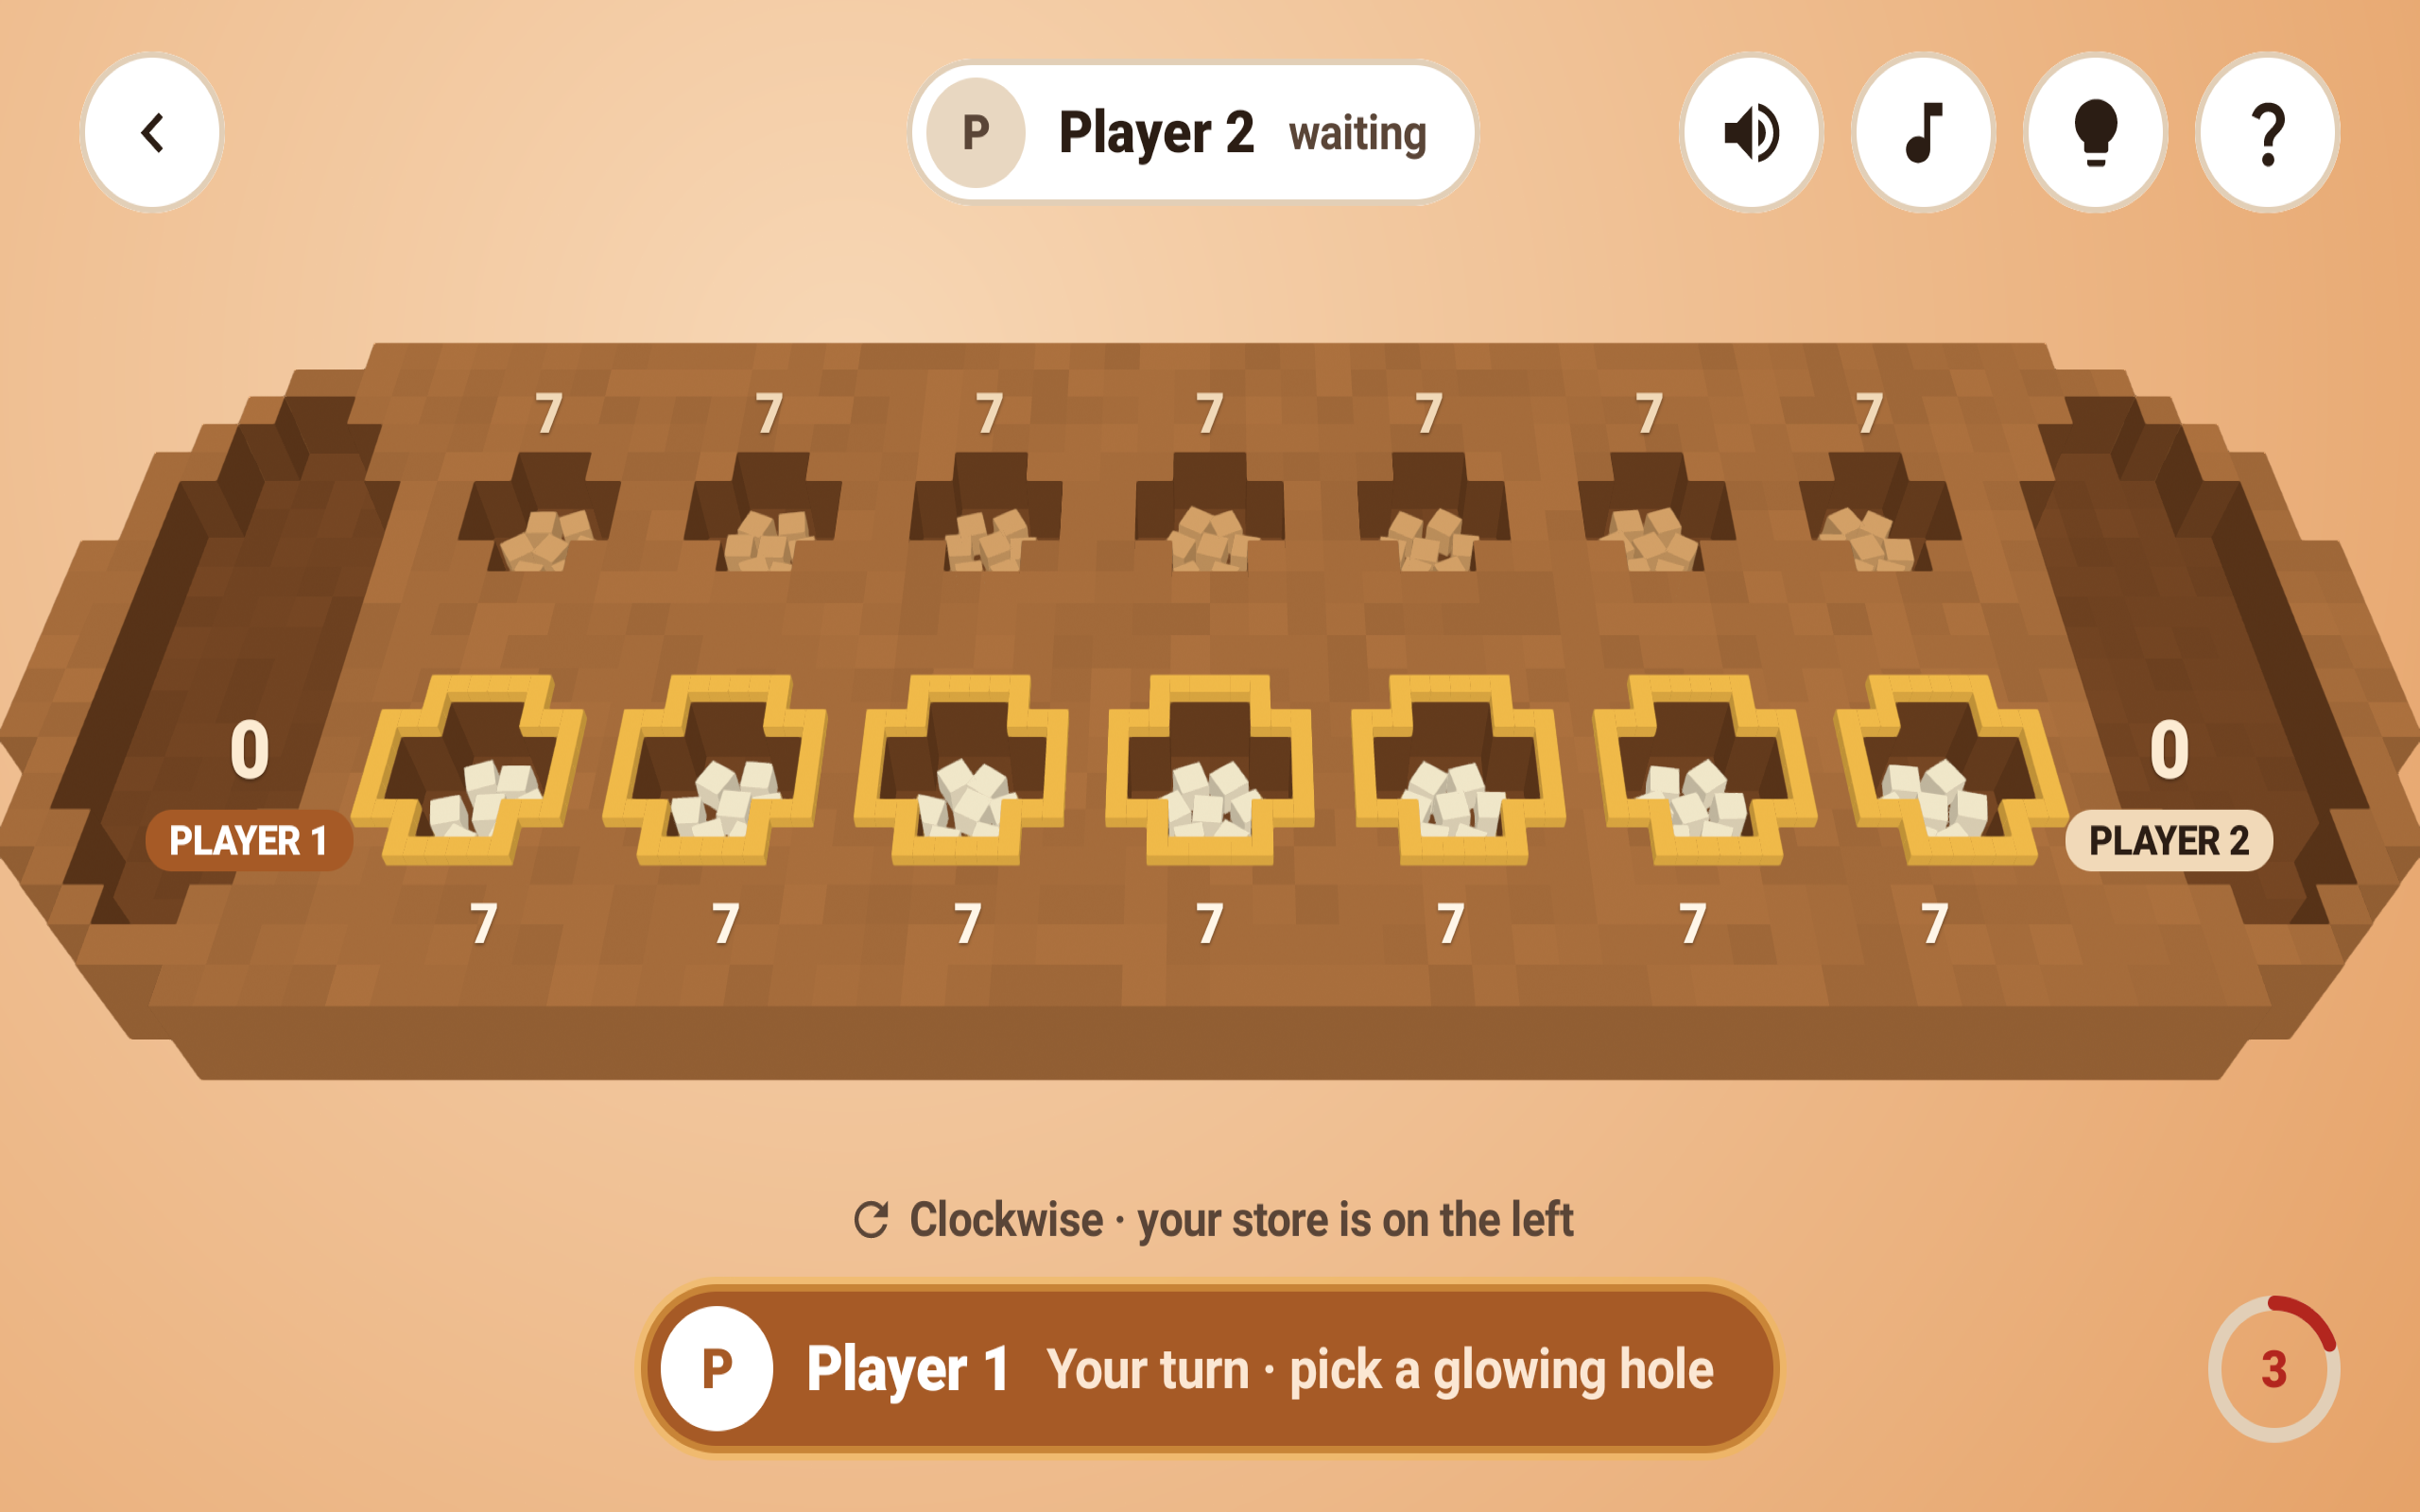 P Player 2 waiting ?
7 7 7 7 7 7 7
0 0
PLAYER 1 PLAYER 2
7 7 7 7 7 7 7
Clockwise · your store is on the left
P Player 1 Your turn · pick a glowing hole 3